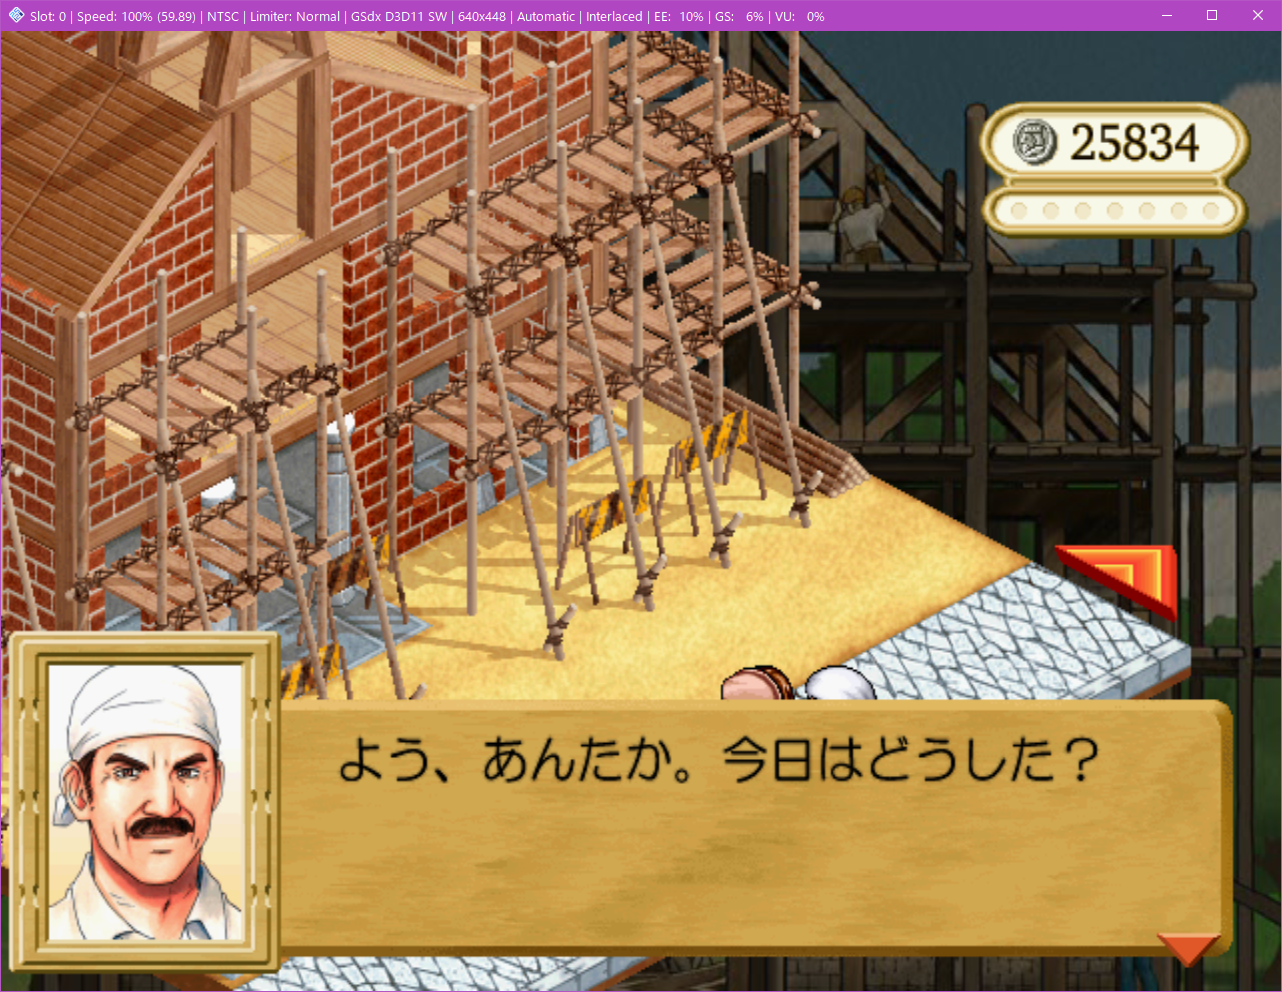 Slot: 0 | Speed: 100% (59.89) | NTSC | Limiter: Normal | GSdx D3D11 SW | 640x448 | Automatic | Interlaced | EE: 10% | GS: 6% | VU: 0%
25834
よう、あんたか。今日はどうした？